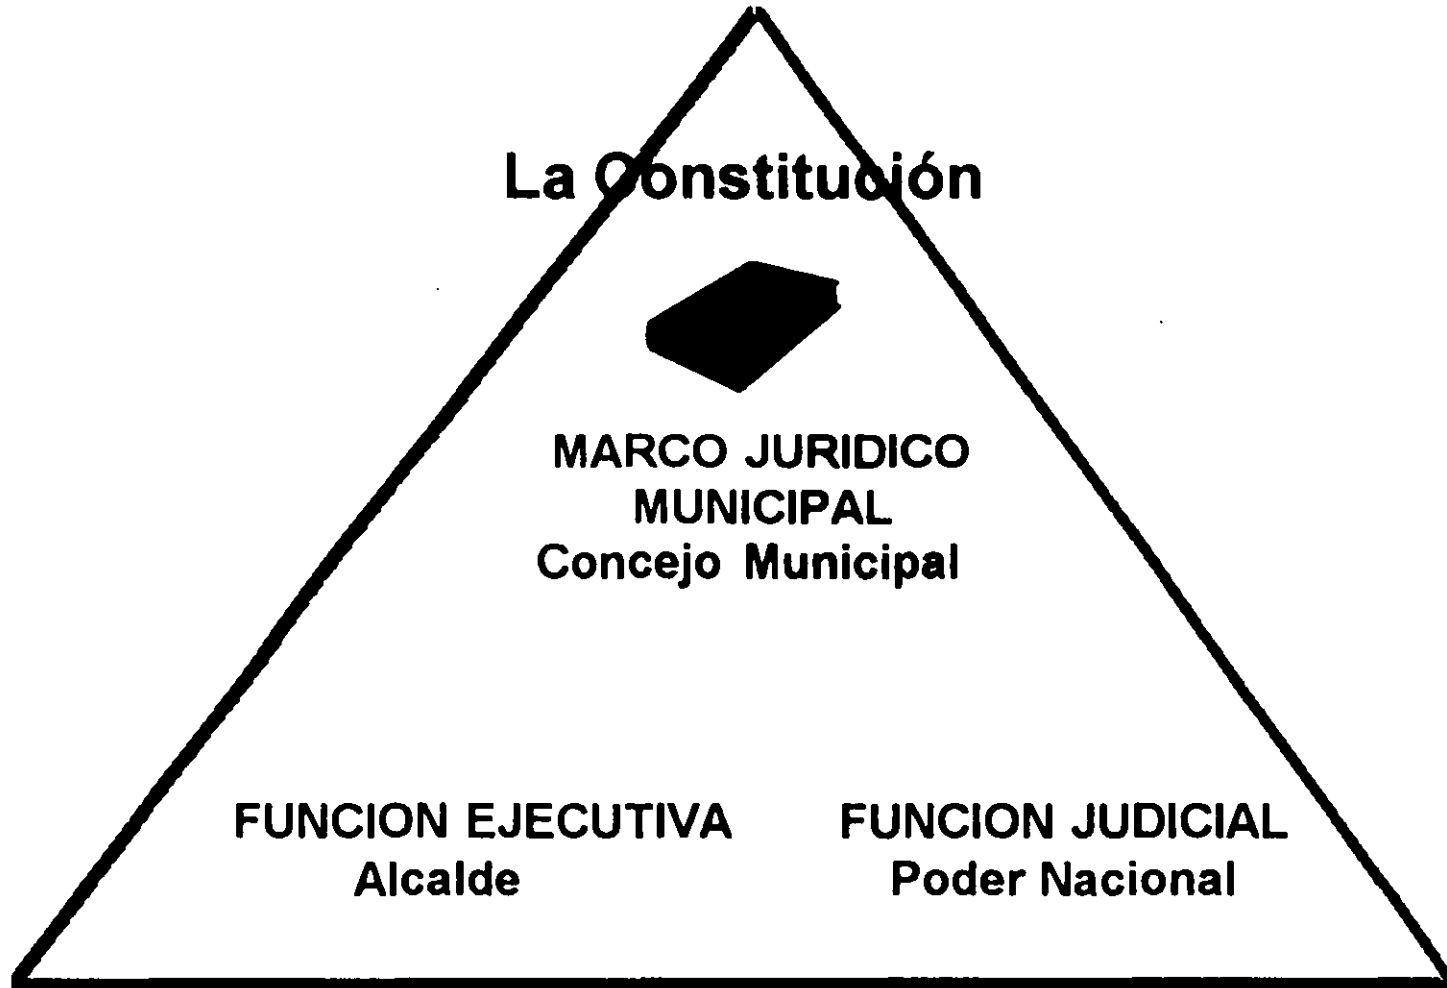 La Constitución
MARCO JURIDICO
MUNICIPAL
Concejo Municipal
FUNCION EJECUTIVA FUNCION JUDICIAL
Alcalde Poder Nacional